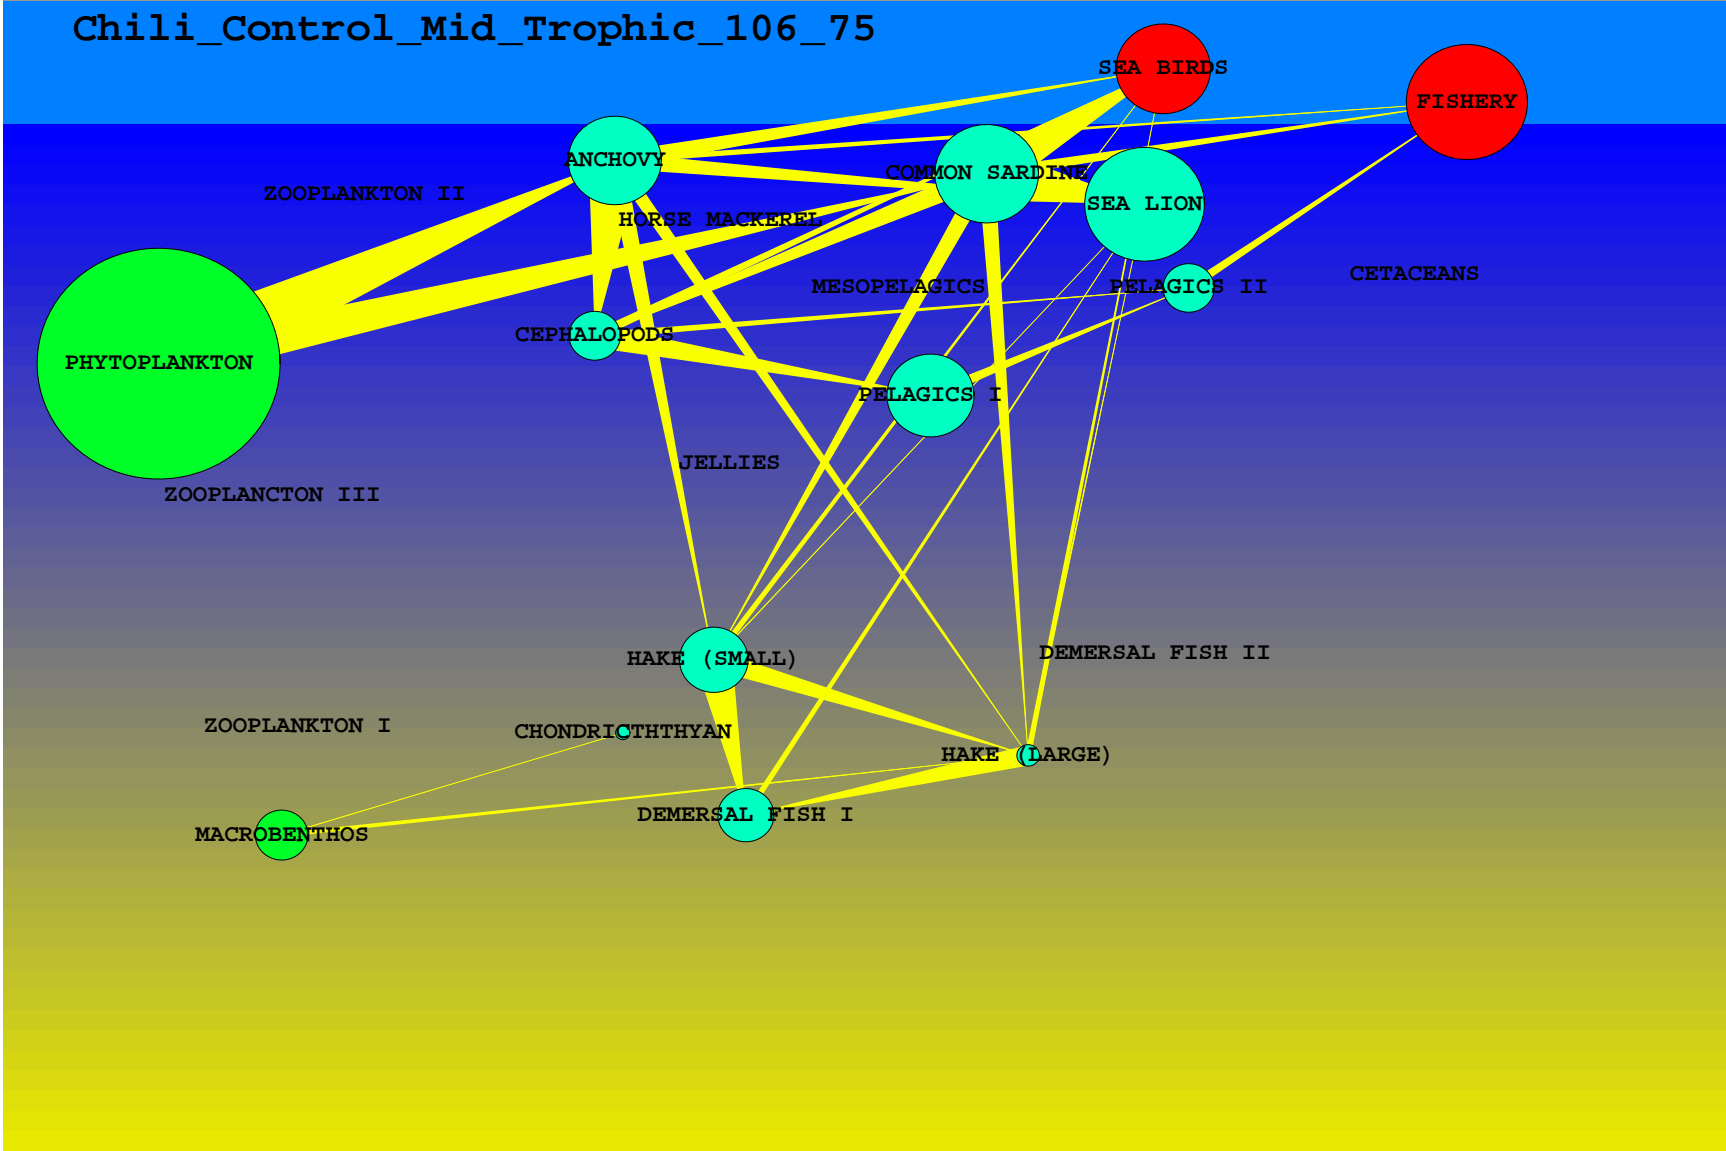 Chili_Control_Mid_Trophic_106_75
SEA BIRDS
FISHERY
ANCHOVY
COMMON SARDINE
ZOOPLANKTON II
SEA LION
HORSE MACKEREL
CETACEANS
MESOPELAGICS
PELAGICS II
CEPHALOPODS
PHYTOPLANKTON
PELAGICS I
JELLIES
ZOOPLANCTON III
DEMERSAL FISH II
HAKE (SMALL)
ZOOPLANKTON I
CHONDRICTHTHYAN
HAKE (LARGE)
DEMERSAL FISH I
MACROBENTHOS